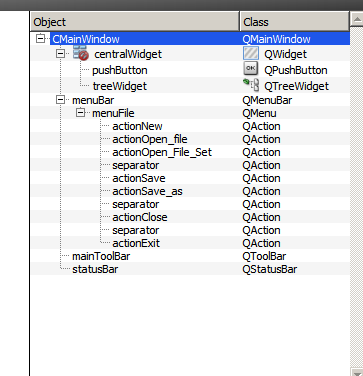 Object Class
CMainWindow QMainWindow
centralWidget QWidget
pushButton OK QPushButton
treeWidget QTreeWidget
menuBar QMenuBar
menuFile QMenu
actionNew QAction
actionOpen_file QAction
actionOpen_File_Set QAction
separator QAction
actionSave QAction
actionSave_as QAction
separator QAction
actionClose QAction
separator QAction
actionExit QAction
mainToolBar QToolBar
statusBar QStatusBar